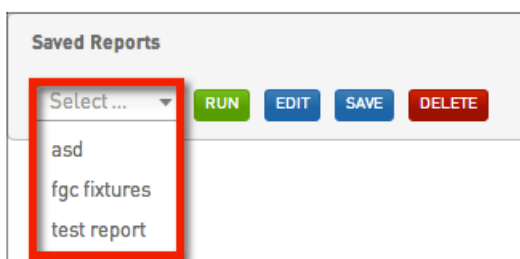 Saved Reports
Select ... RUN EDIT SAVE DELETE
asd
fgc fixtures
test report